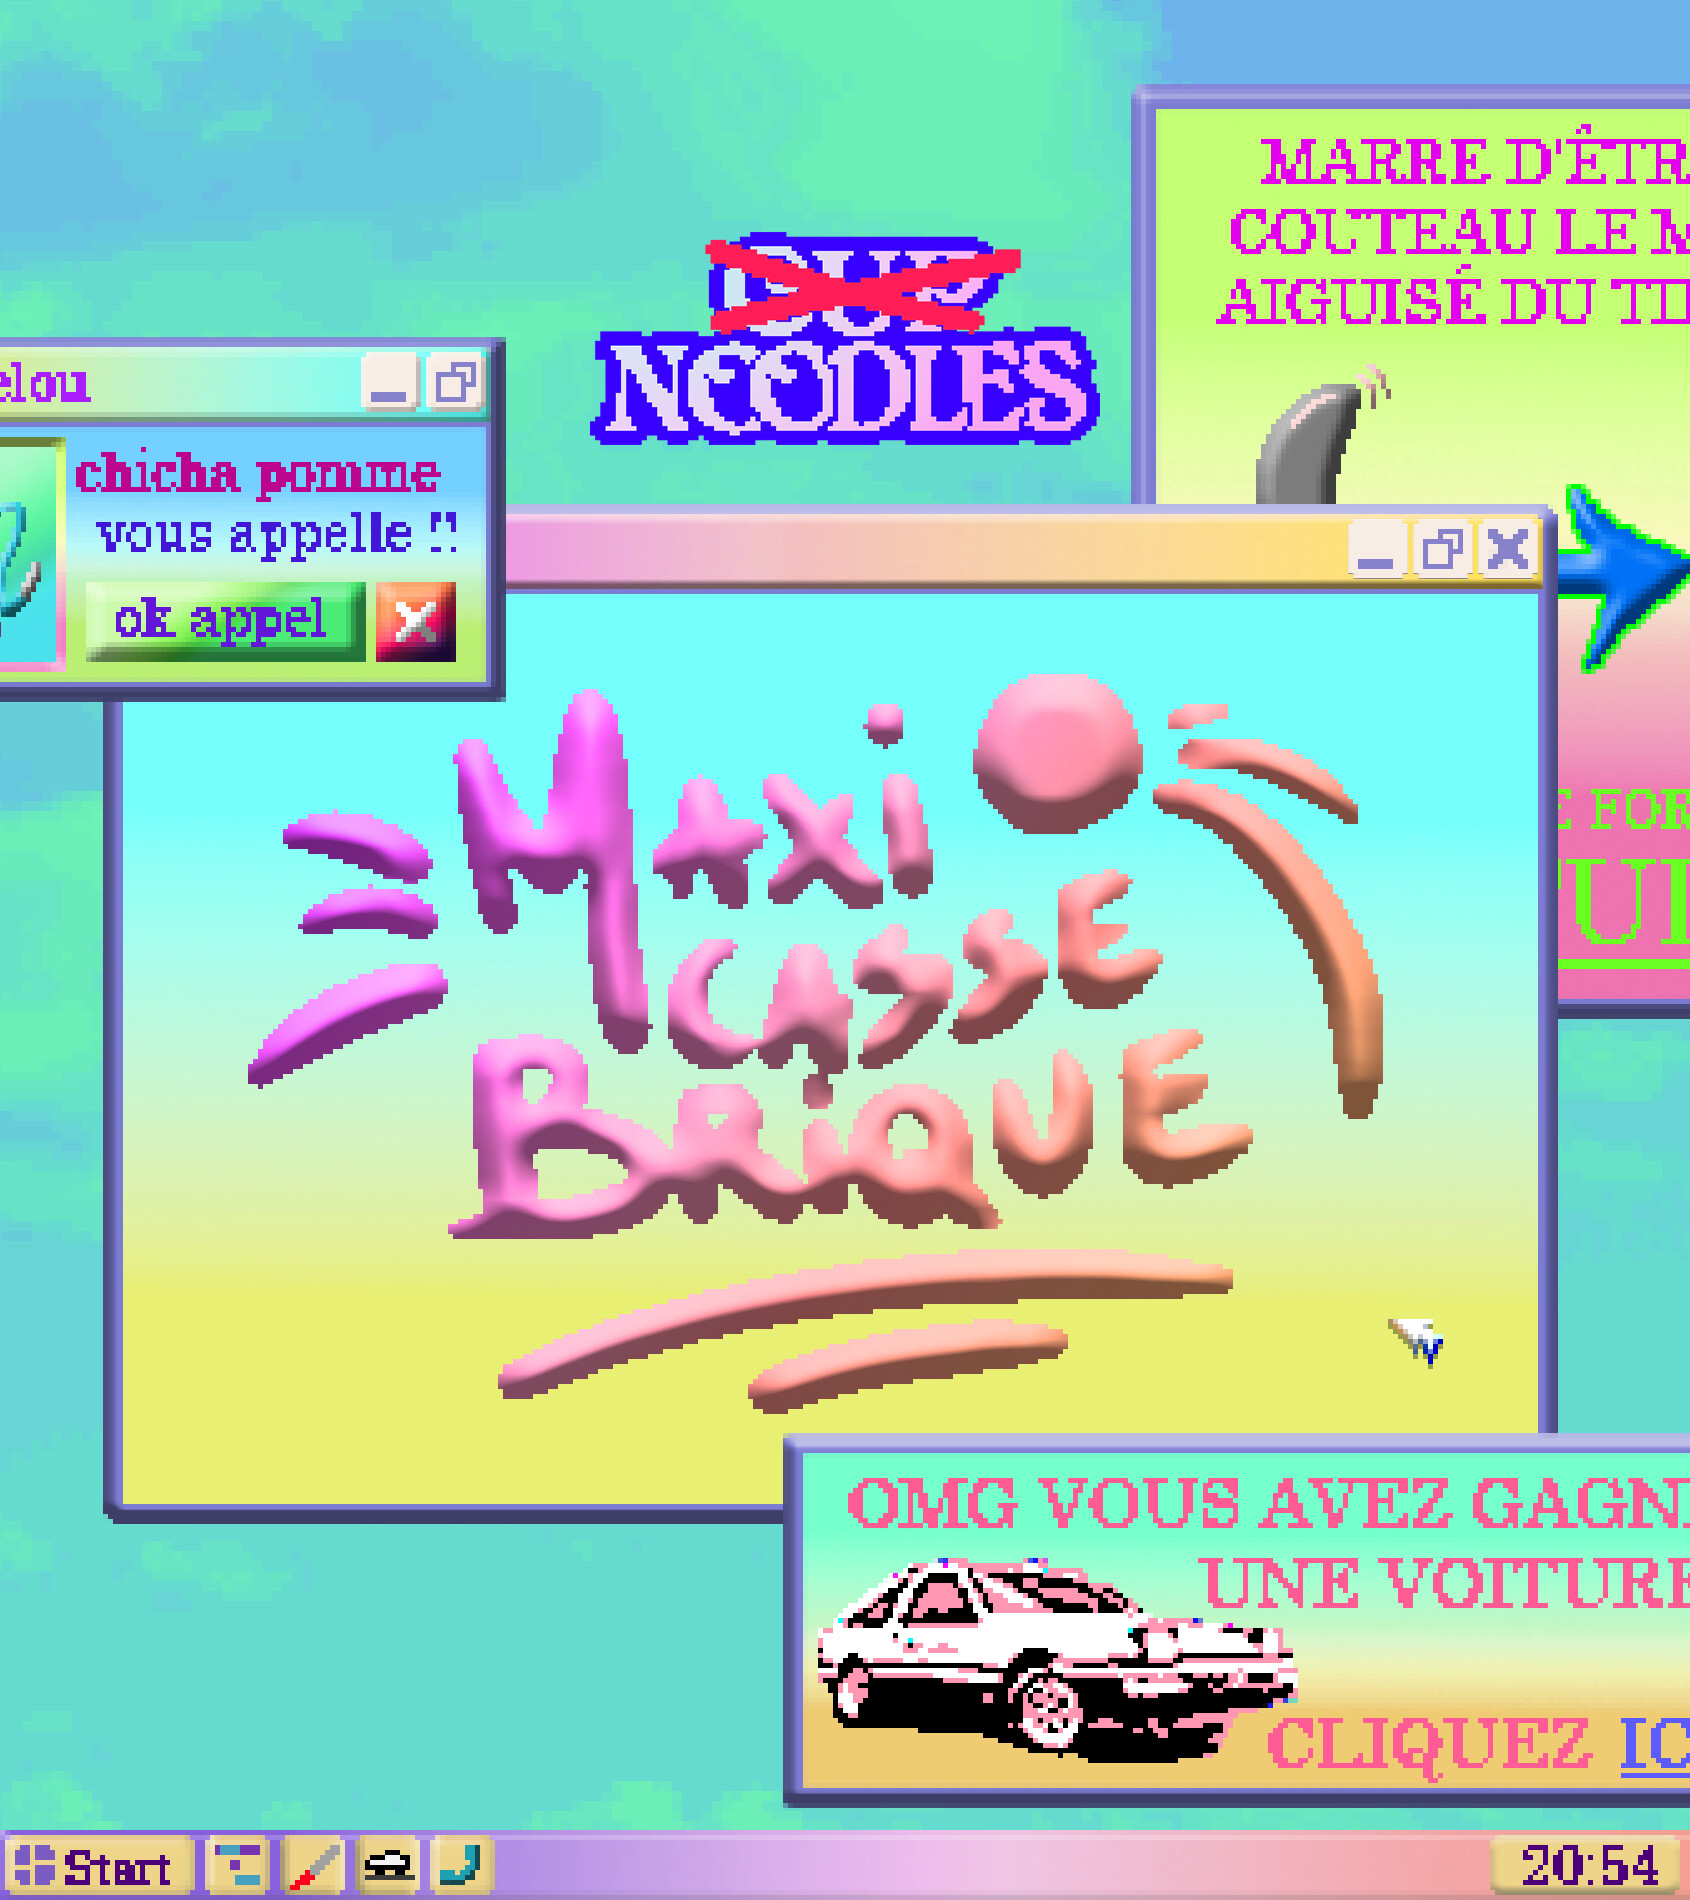 MARRE D'ÊTR
COUTEAU LE M
AIGUISÉ DU TI
NOODLES
elou
chicha pomme
vous appelle !!
ok appel
E FOR
TUI
MAXi
CASSE
BRiQUE
OMG VOUS AVEZ GAGN
UNE VOITURE
CLIQUEZ IC
Start
20:54